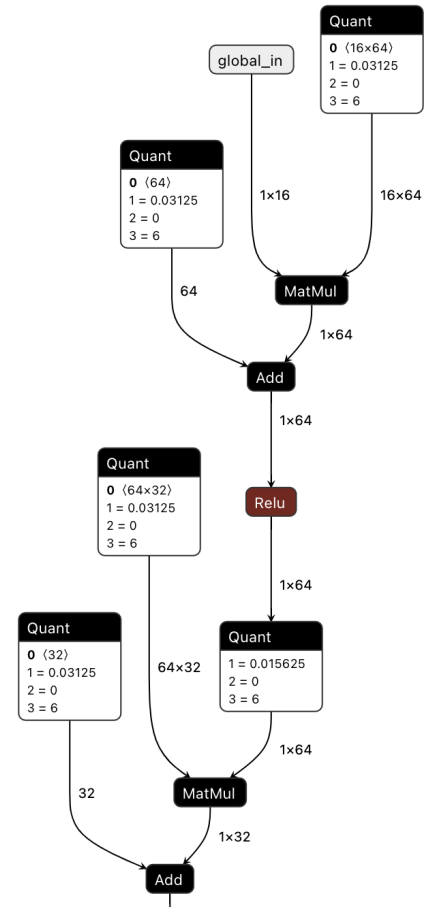 Quant
0 〈16×64〉
1 = 0.03125
2 = 0
3 = 6
global_in
Quant
0 〈64〉
1 = 0.03125
2 = 0
3 = 6
1×16
16×64
64
MatMul
1×64
Add
1×64
Quant
0 〈64×32〉
1 = 0.03125
2 = 0
3 = 6
Relu
1×64
Quant
0 〈32〉
1 = 0.03125
2 = 0
3 = 6
Quant
1 = 0.015625
2 = 0
3 = 6
64×32
1×64
32
MatMul
1×32
Add